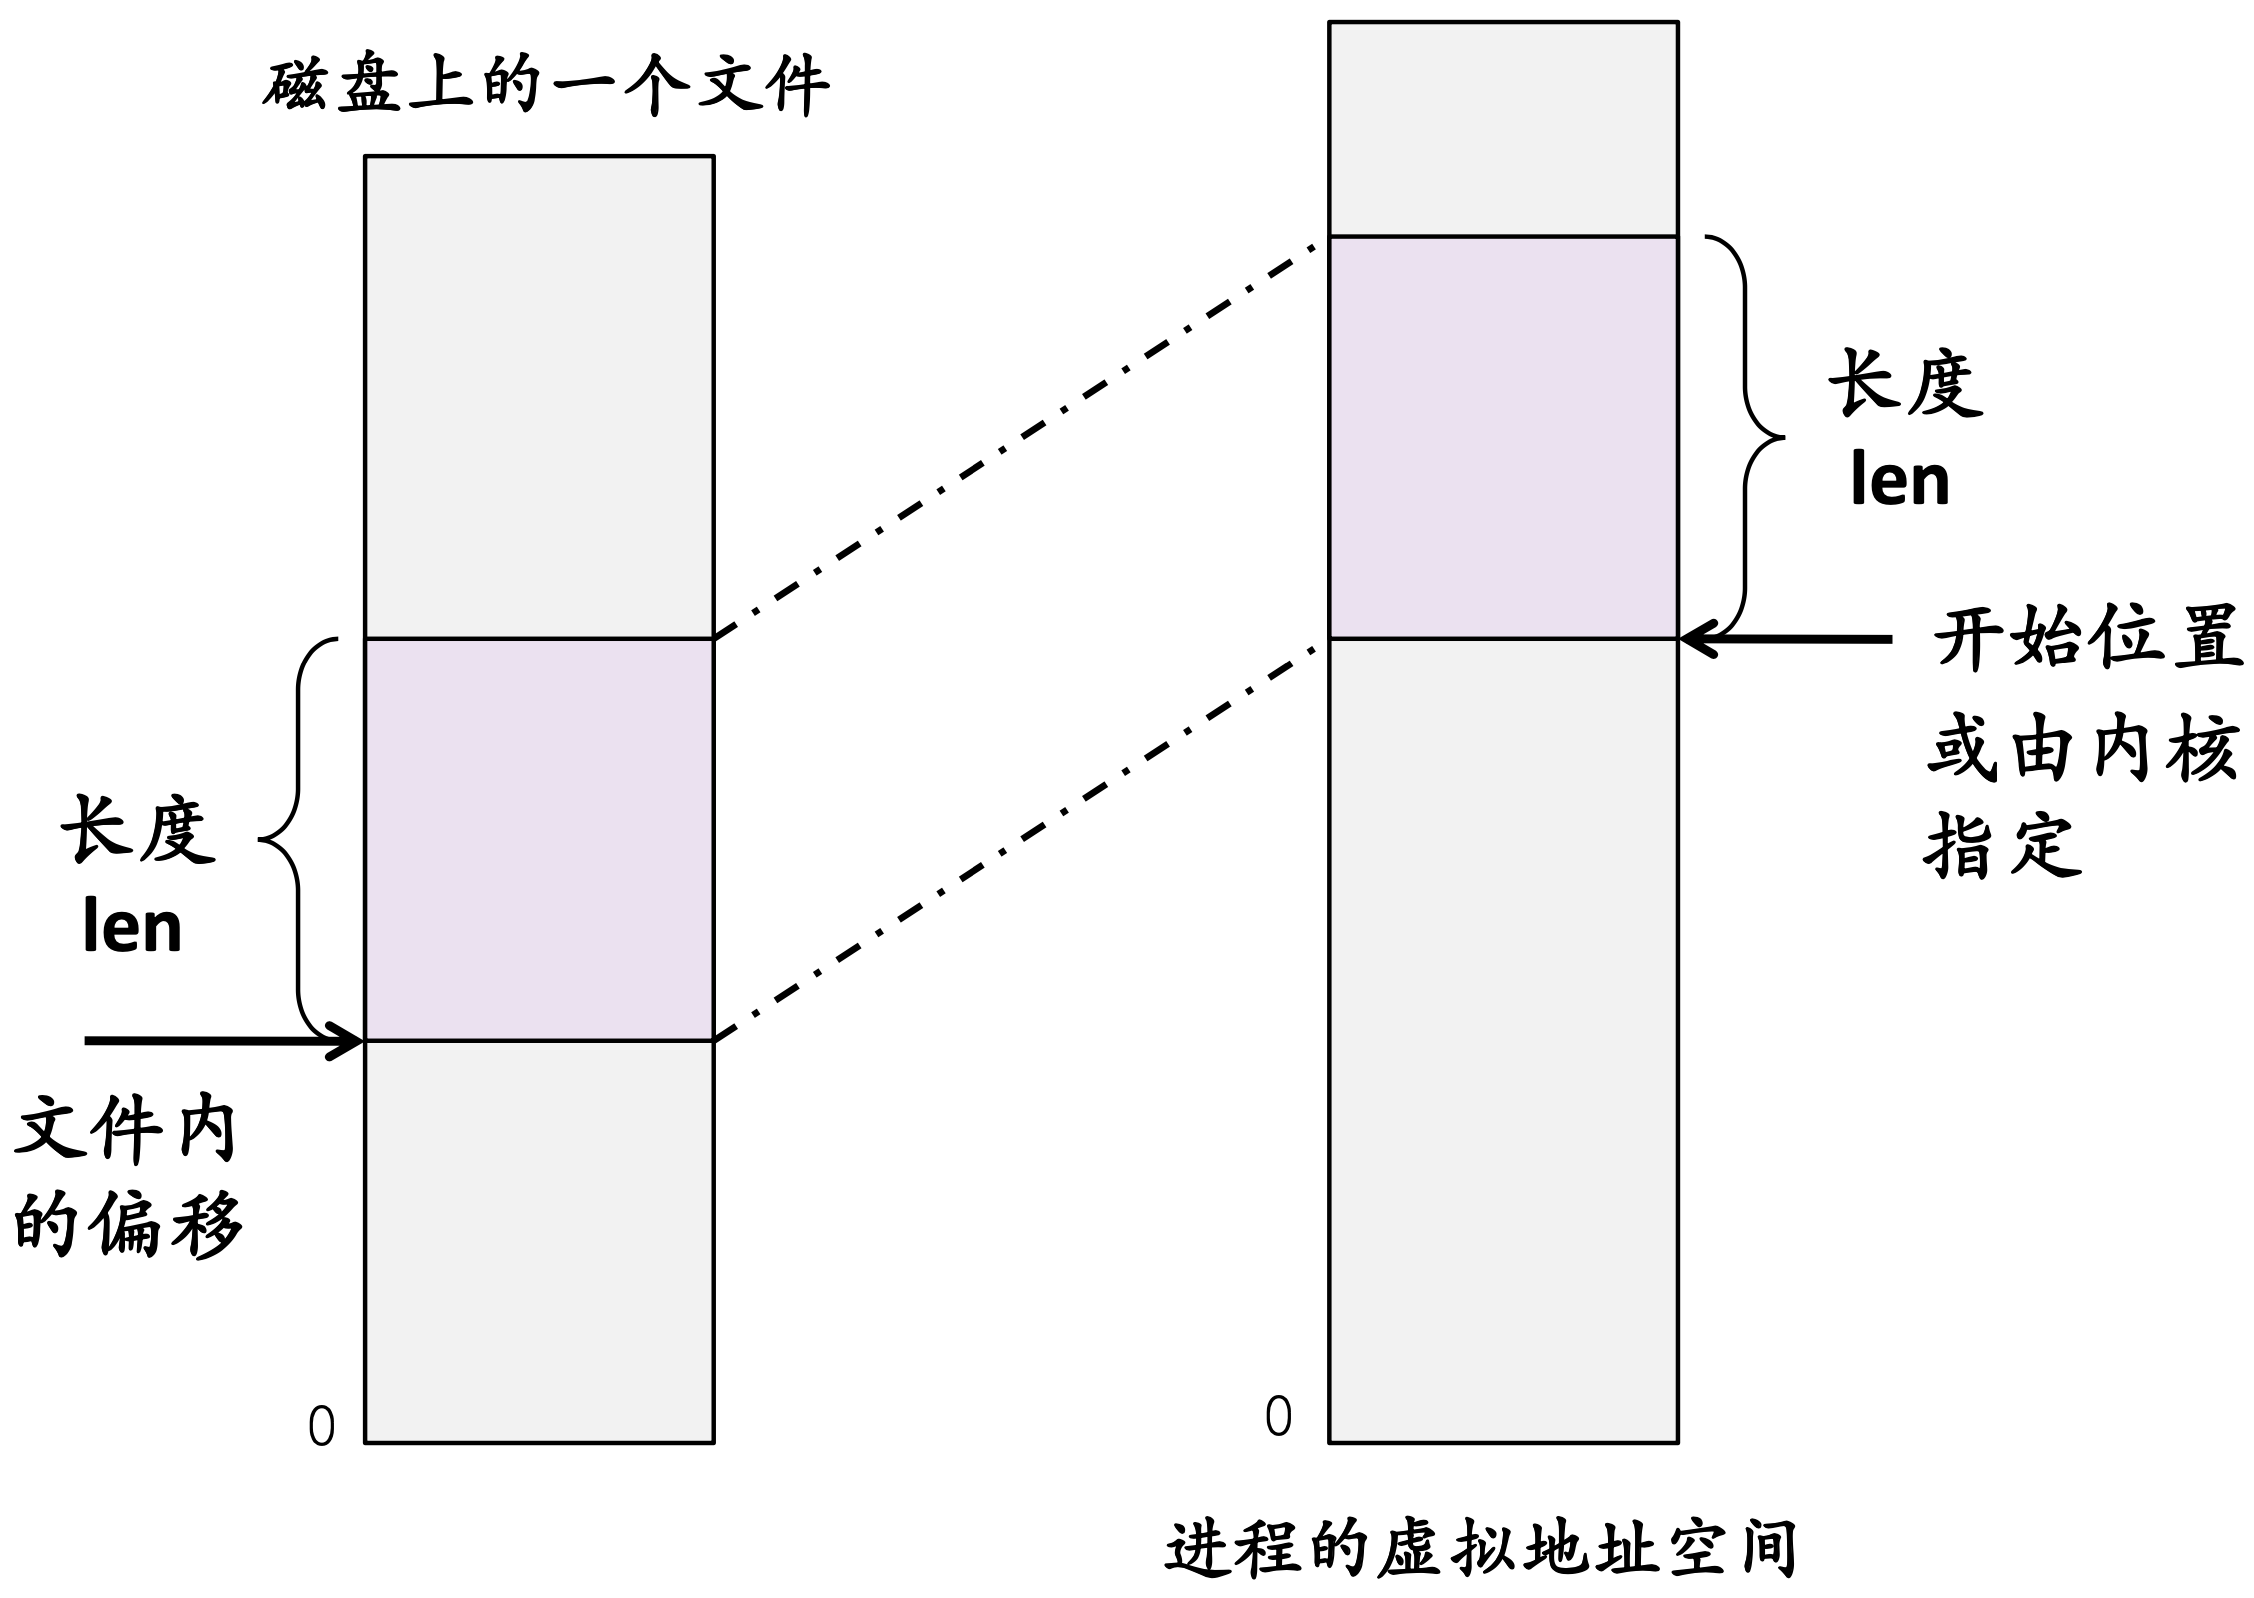 磁盘上的一个文件
长度
len
开始位置
或由内核
指定
长度
len
文件内
的偏移
0
0
进程的虚拟地址空间